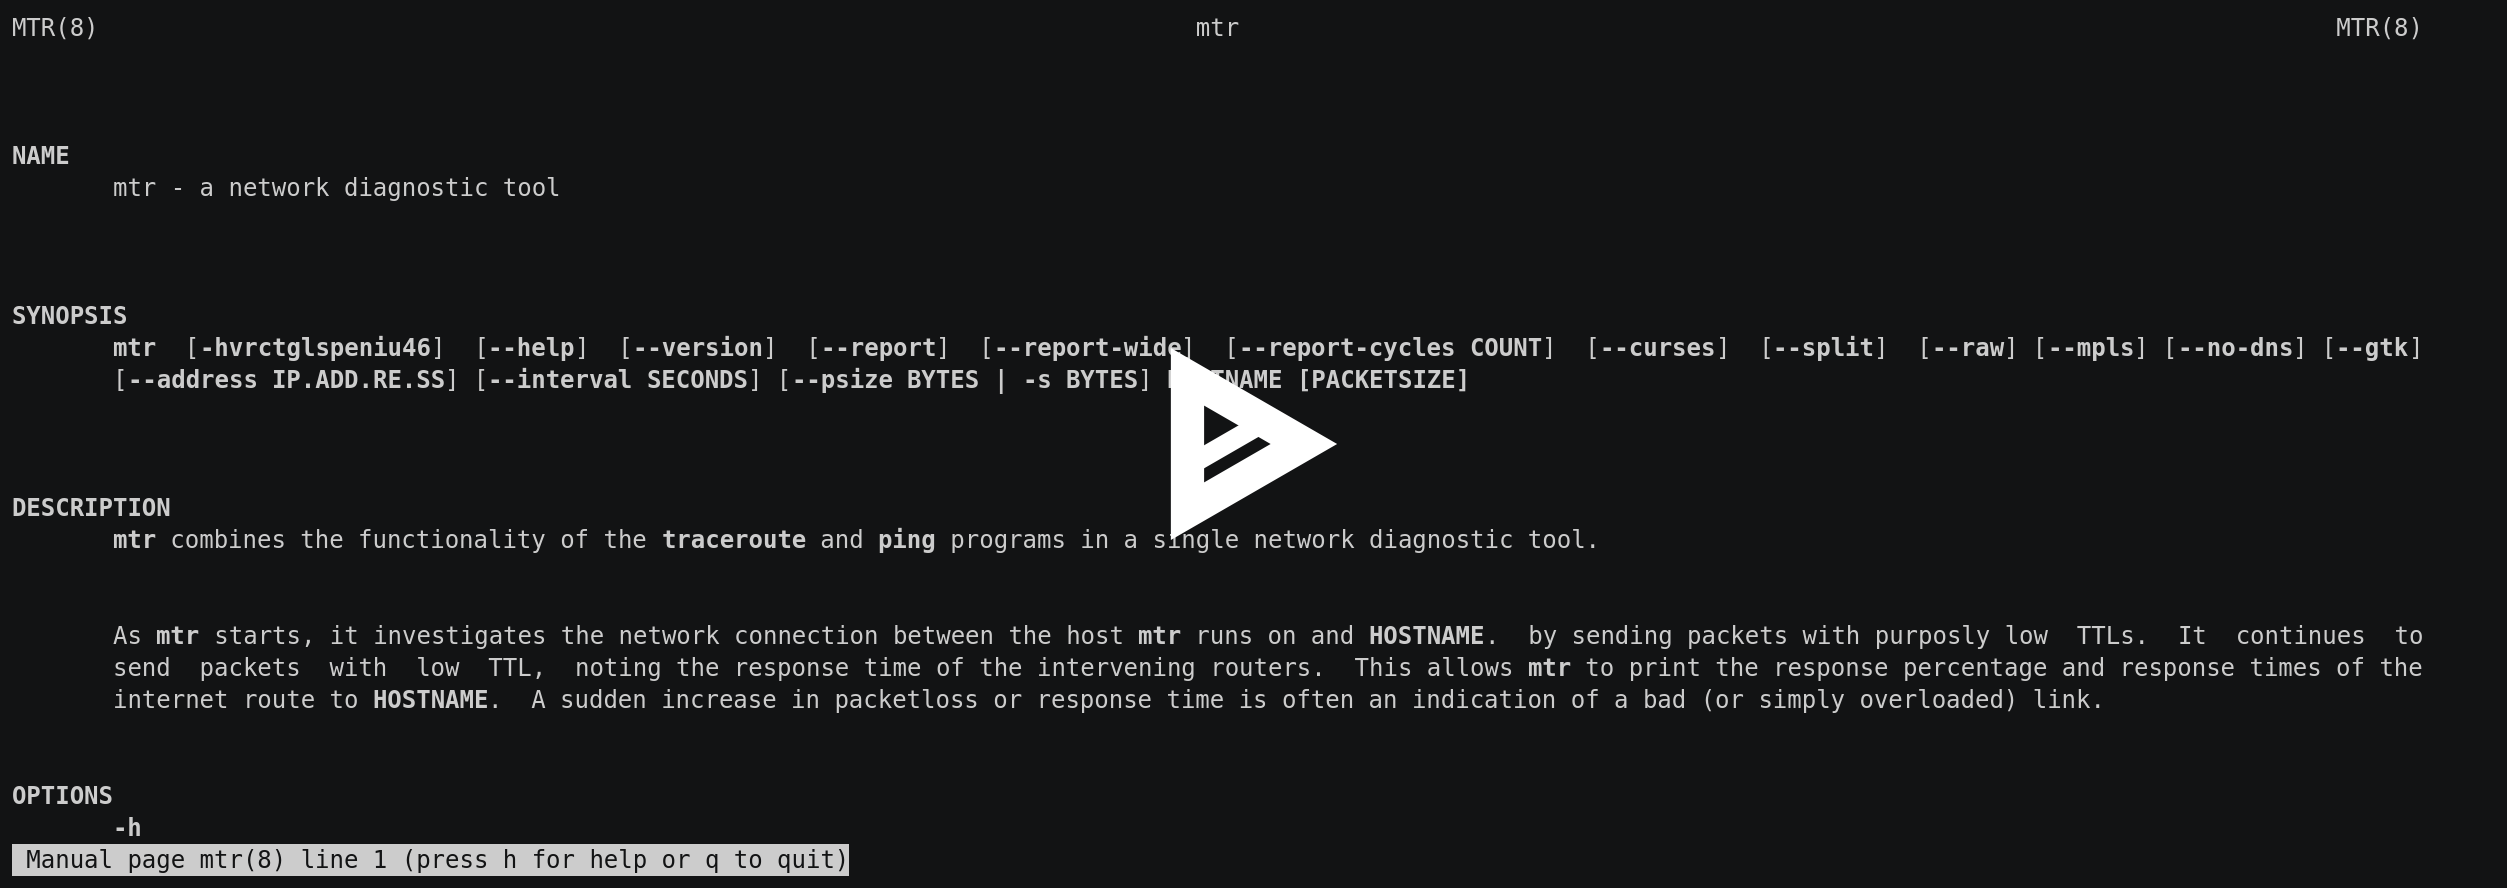 MTR(8) mtr MTR(8)
NAME
mtr - a network diagnostic tool
SYNOPSIS
mtr [-hvrctglspeniu46] [--help] [--version] [--report] [--report-wide] [--report-cycles COUNT] [--curses] [--split] [--raw] [--mpls] [--no-dns] [--gtk]
[--address IP.ADD.RE.SS] [--interval SECONDS] [--psize BYTES | -s BYTES] [PACKETSIZE]
DESCRIPTION
mtr combines the functionality of the traceroute and ping programs in a single network diagnostic tool.
As mtr starts, it investigates the network connection between the host mtr runs on and HOSTNAME. by sending packets with purposly low TTLs. It continues to
send packets with low TTL, noting the response time of the intervening routers. This allows mtr to print the response percentage and response times of the
internet route to HOSTNAME. A sudden increase in packetloss or response time is often an indication of a bad (or simply overloaded) link.
OPTIONS
-h
Manual page mtr(8) line 1 (press h for help or q to quit)